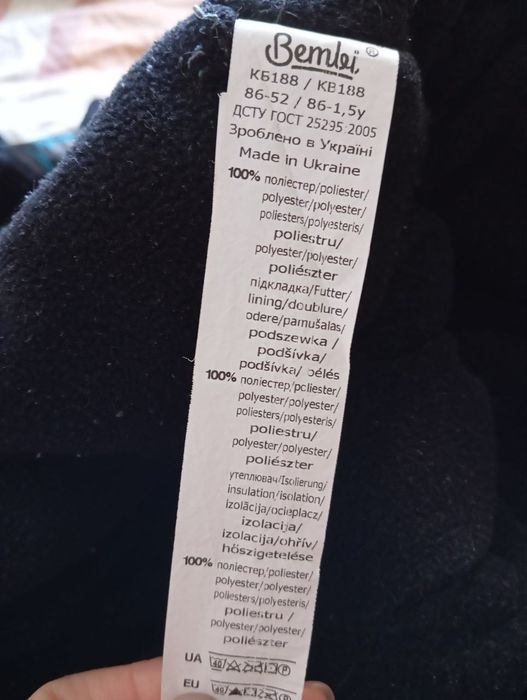 Bembi®
КБ188 / KB188
86-52 / 86-1,5y
ДСТУ ГОСТ 25295:2005
Зроблено в Україні
Made in Ukraine
100% поліестер/poliester/
polyester/polyester/
poliesters/polyesteris/
poliestru/
polyester/polyester/
poliészter
підкладка/Futter/
lining/doublure/
odere/pamušalas/
podszewka /
podšívka/
podšívka/ bélés
100% поліестер/poliester/
polyester/polyester/
poliesters/polyesteris/
poliestru/
polyester/polyester/
poliészter
утеплювач/Isolierung/
insulation/isolation/
izolācija/ocieplacz/
izolacja/
izolacija/ohřív/
hőszigetelése
100% поліестер/poliester/
polyester/polyester/
poliesters/polyesteris/
poliestru /
polyester/polyester/
poliészter
UA 40 P
EU 40 P